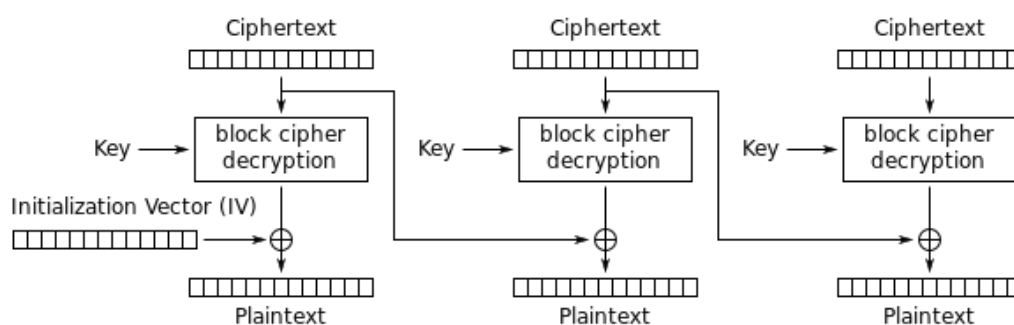 Ciphertext Ciphertext Ciphertext
Key block cipher decryption Key block cipher decryption Key block cipher decryption
Initialization Vector (IV)
Plaintext Plaintext Plaintext